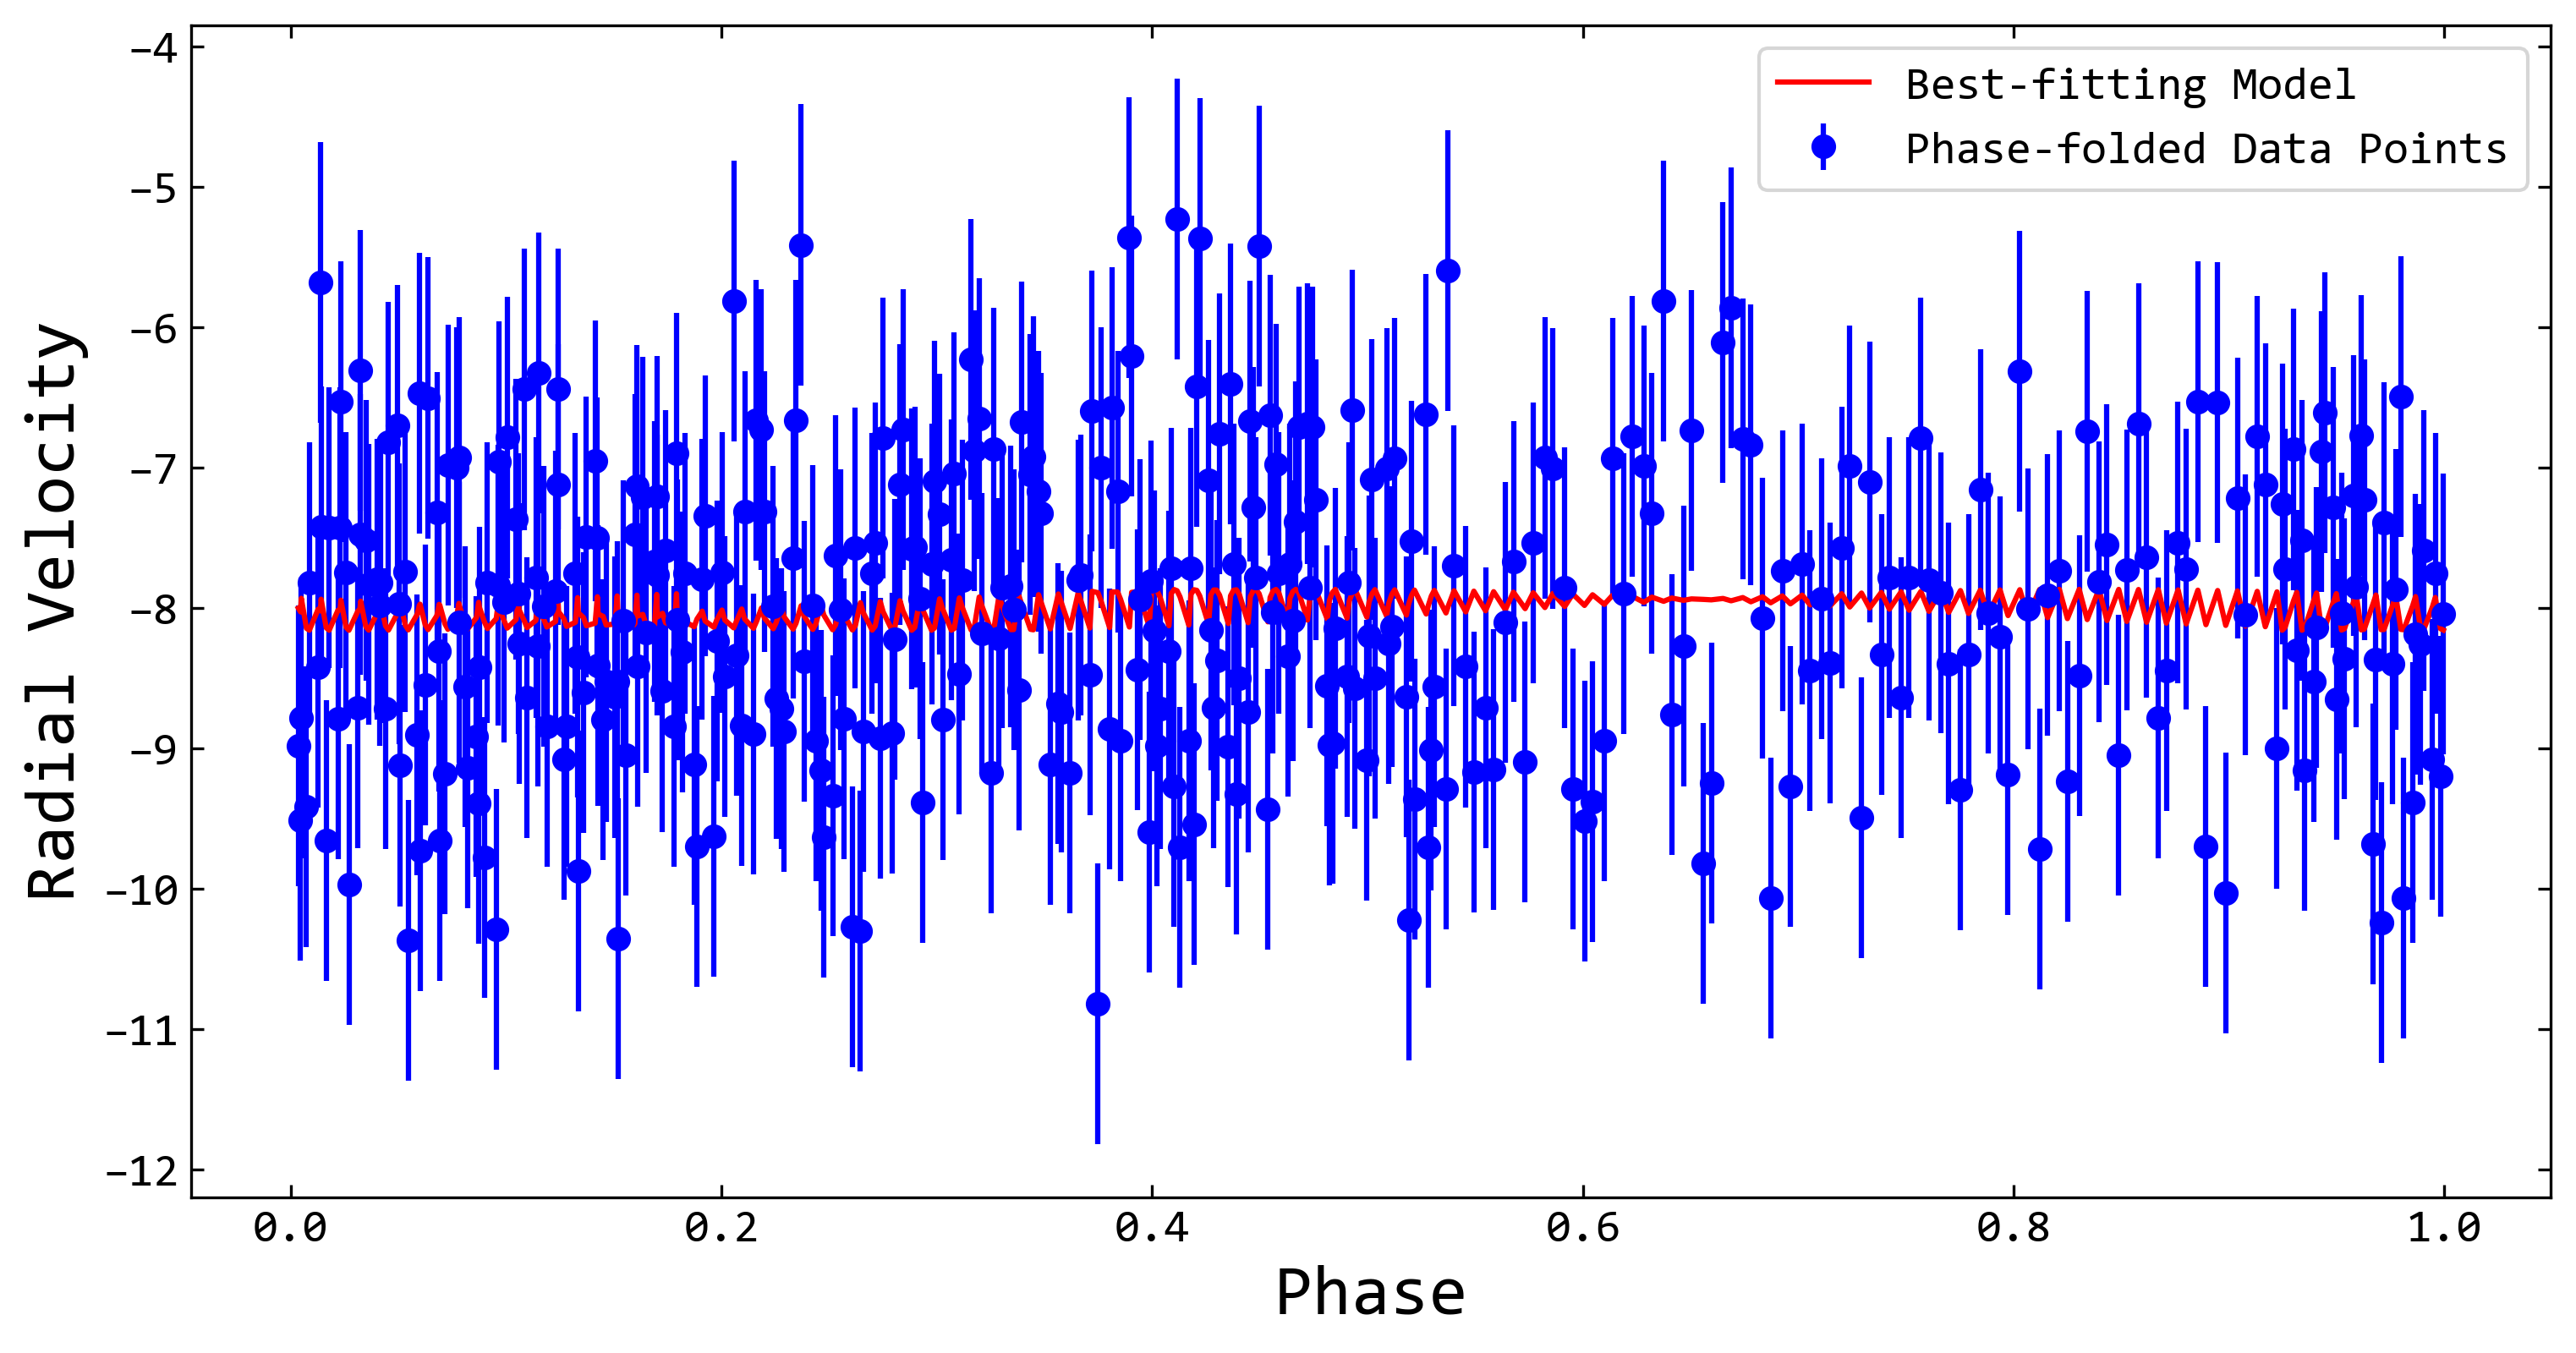 Radial Velocity
-4
-5
-6
-7
-8
-9
-10
-11
-12
Best-fitting Model
Phase-folded Data Points
0.0 0.2 0.4 0.6 0.8 1.0
Phase